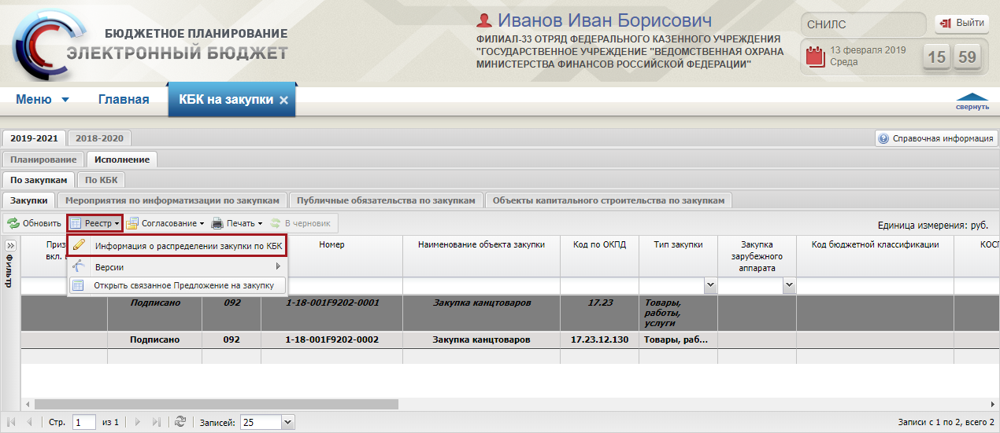 БЮДЖЕТНОЕ ПЛАНИРОВАНИЕ
ЭЛЕКТРОННЫЙ БЮДЖЕТ
Иванов Иван Борисович
ФИЛИАЛ-33 ОТРЯД ФЕДЕРАЛЬНОГО КАЗЕННОГО УЧРЕЖДЕНИЯ
"ГОСУДАРСТВЕННОЕ УЧРЕЖДЕНИЕ "ВЕДОМСТВЕННАЯ ОХРАНА
МИНИСТЕРСТВА ФИНАНСОВ РОССИЙСКОЙ ФЕДЕРАЦИИ"
СНИЛС
Выйти
13 февраля 2019
Среда
15 59
Меню Главная КБК на закупки
свернуть
2019-2021 2018-2020
Справочная информация
Планирование Исполнение
По закупкам По КБК
Закупки Мероприятия по информатизации по закупкам Публичные обязательства по закупкам Объекты капитального строительства по закупкам
Обновить Реестр Согласование Печать В черновик
Единица измерения: руб.
Информация о распределении закупки по КБК
Версии
Открыть связанное Предложение на закупку
Фильтр
Приз
вкл.
Номер
Наименование объекта закупки
Код по ОКПД
Тип закупки
Закупка
зарубежного
аппарата
Код бюджетной классификации
КОСГ
Подписано 092 1-18-001F9202-0001 Закупка канцтоваров 17.23 Товары,
работы,
услуги
Подписано 092 1-18-001F9202-0002 Закупка канцтоваров 17.23.12.130 Товары, раб...
Стр. 1 из 1 Записей: 25
Записи с 1 по 2, всего 2